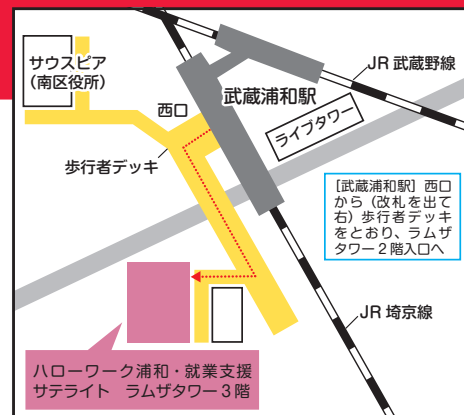 サウスピア
(南区役所)
西口
武蔵浦和駅
JR 武蔵野線
ライブタワー
歩行者デッキ
[武蔵浦和駅] 西口
から (改札を出て
右) 歩行者デッキ
をとおり、ラムザ
タワー2階入口へ
JR 埼京線
ハローワーク浦和・就業支援
サテライト ラムザタワー3階